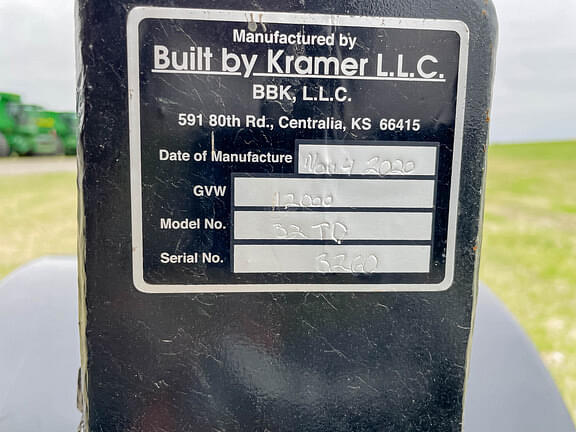 Manufactured by
Built by Kramer L.L.C.
BBK, L.L.C.
591 80th Rd., Centralia, KS 66415
Date of Manufacture Nov 4 2020
GVW 12000
Model No. 32 TC
Serial No. 3260